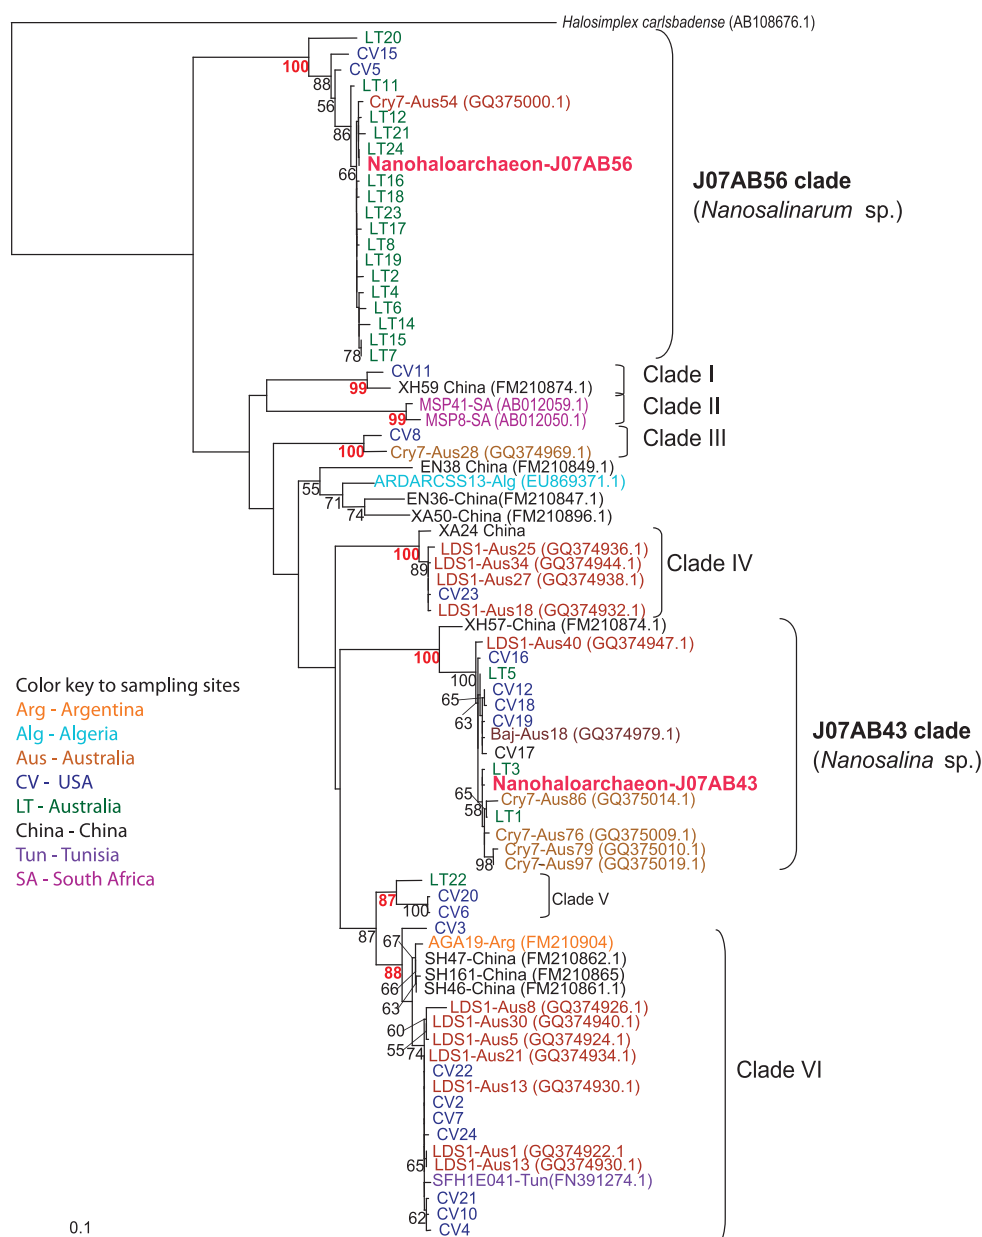 Halosimplex carlsbadense (AB108676.1)
LT20
CV15
100
CV5
88
LT11
56
Cry7-Aus54 (GQ375000.1)
LT12
86
LT21
LT24
Nanohaloarchaeon-J07AB56
66
LT16
LT18
LT23
LT17
LT8
LT19
LT2
LT4
LT6
LT14
LT15
78
LT7
J07AB56 clade
(Nanosalinarum sp.)
CV11
99
XH59 China (FM210874.1)
Clade I
MSP41-SA (AB012059.1)
99
MSP8-SA (AB012050.1)
Clade II
CV8
100
Cry7-Aus28 (GQ374969.1)
Clade III
EN38 China (FM210849.1)
55
ARDARCSS13-Alg (EU869371.1)
71
EN36-China(FM210847.1)
74
XA50-China (FM210896.1)
XA24 China
100
LDS1-Aus25 (GQ374936.1)
89
LDS1-Aus34 (GQ374944.1)
LDS1-Aus27 (GQ374938.1)
CV23
LDS1-Aus18 (GQ374932.1)
Clade IV
XH57-China (FM210874.1)
100
LDS1-Aus40 (GQ374947.1)
CV16
100
LT5
CV12
65
CV18
63
CV19
Baj-Aus18 (GQ374979.1)
CV17
LT3
Nanohaloarchaeon-J07AB43
65
Cry7-Aus86 (GQ375014.1)
58
LT1
Cry7-Aus76 (GQ375009.1)
Cry7-Aus79 (GQ375010.1)
98
Cry7-Aus97 (GQ375019.1)
J07AB43 clade
(Nanosalina sp.)
Color key to sampling sites
Arg - Argentina
Alg - Algeria
Aus - Australia
CV - USA
LT - Australia
China - China
Tun - Tunisia
SA - South Africa
LT22
87
CV20
100
CV6
Clade V
87
CV3
67
AGA19-Arg (FM210904)
SH47-China (FM210862.1)
88
SH161-China (FM210865)
66
SH46-China (FM210861.1)
63
LDS1-Aus8 (GQ374926.1)
60
LDS1-Aus30 (GQ374940.1)
LDS1-Aus5 (GQ374924.1)
55
74
LDS1-Aus21 (GQ374934.1)
CV22
LDS1-Aus13 (GQ374930.1)
CV2
CV7
CV24
LDS1-Aus1 (GQ374922.1
65
LDS1-Aus13 (GQ374930.1)
SFH1E041-Tun(FN391274.1)
CV21
62
CV10
CV4
Clade VI
0.1